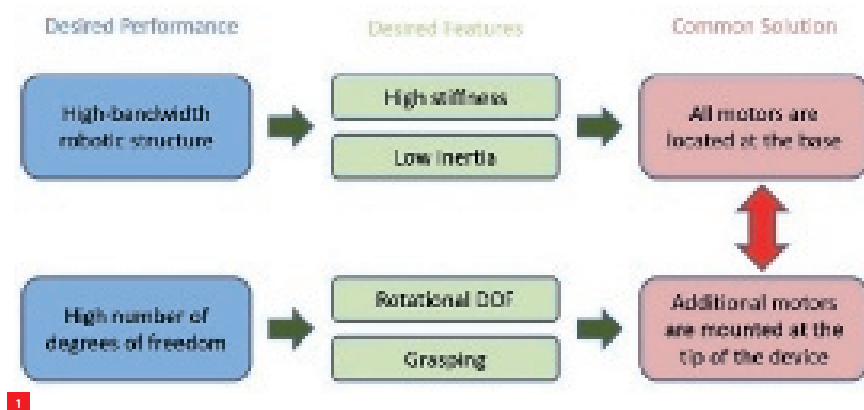 Desired Performance
Desired Features
Common Solution
High-bandwidth
robotic structure
High stiffness
Low Inertia
All motors are
located at the base
High number of
degrees of freedom
Rotational DOF
Grasping
Additional motors
are mounted at the
tip of the device
1